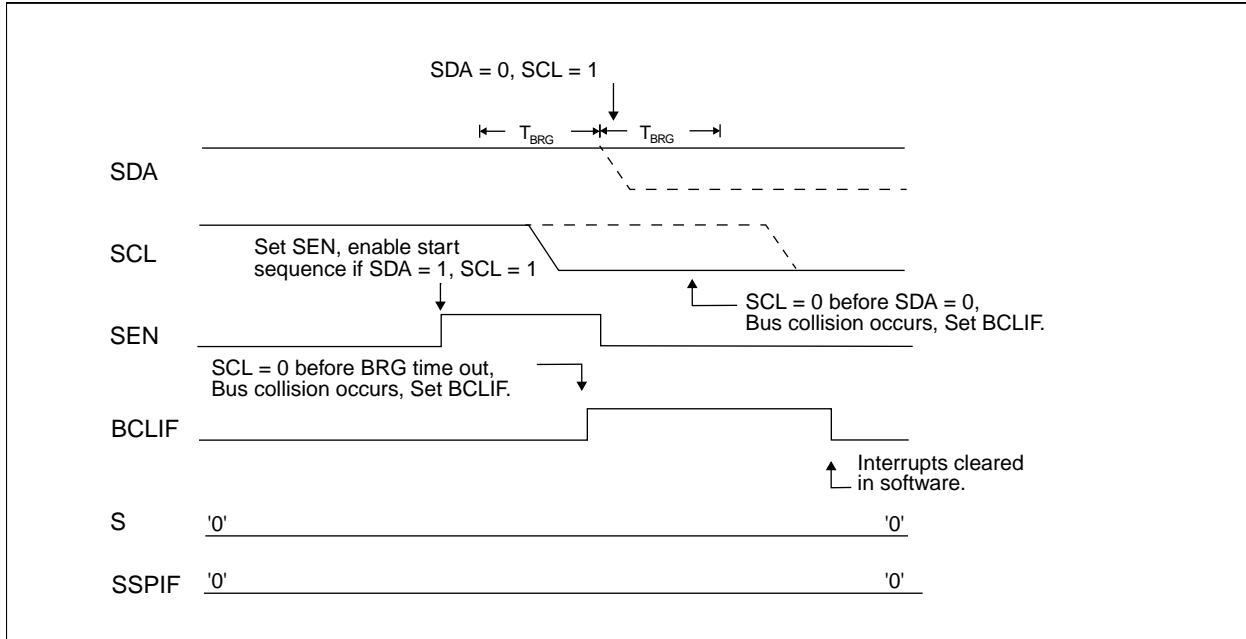 SDA = 0, SCL = 1
TBRG TBRG
SDA
SCL
Set SEN, enable start
sequence if SDA = 1, SCL = 1
SCL = 0 before SDA = 0,
Bus collision occurs, Set BCLIF.
SEN
SCL = 0 before BRG time out,
Bus collision occurs, Set BCLIF.
BCLIF
Interrupts cleared
in software.
S '0' '0'
SSPIF '0' '0'